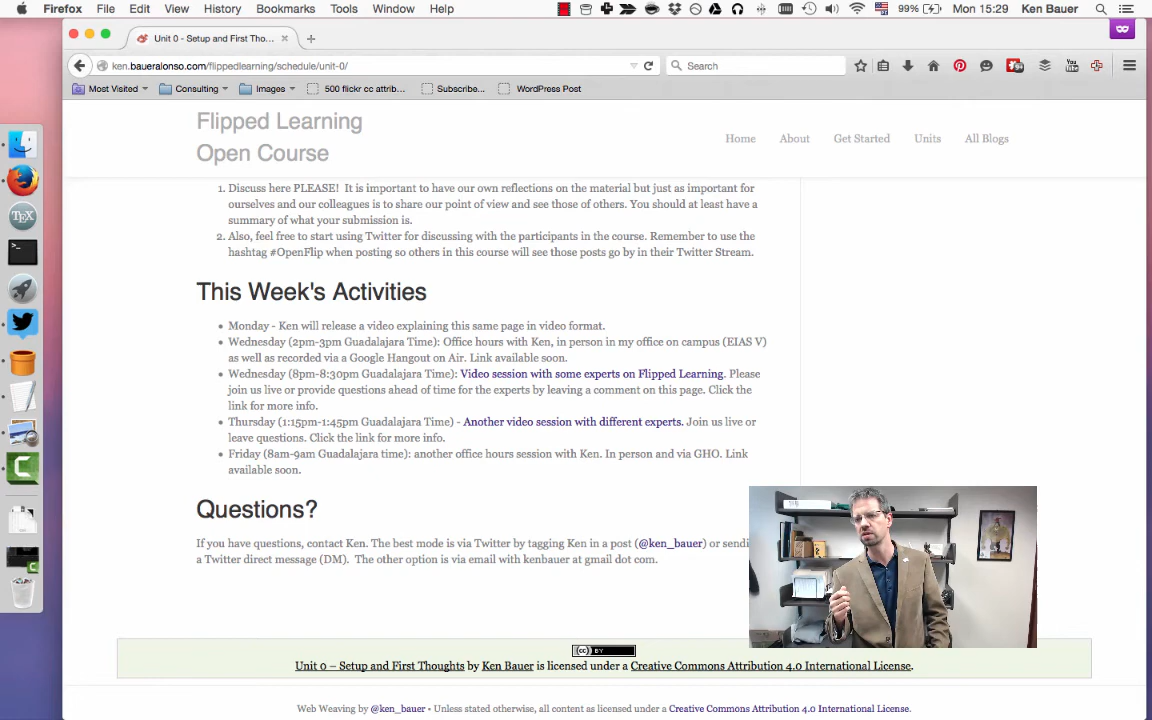 Firefox File Edit View History Bookmarks Tools Window Help 99% Mon 15:29 Ken Bauer
Unit 0 - Setup and First Tho...
ken.baueralonso.com/flippedlearning/schedule/unit-0/ Search
Most Visited Consulting Images 500 flickr cc attrib... Subscribe... WordPress Post
Flipped Learning
Open Course
Home About Get Started Units All Blogs
1. Discuss here PLEASE! It is important to have our own reflections on the material but just as important for
ourselves and our colleagues is to share our point of view and see those of others. You should at least have a
summary of what your submission is.
2. Also, feel free to start using Twitter for discussing with the participants in the course. Remember to use the
hashtag #OpenFlip when posting so others in this course will see those posts go by in their Twitter Stream.
This Week's Activities
Monday - Ken will release a video explaining this same page in video format.
Wednesday (2pm-3pm Guadalajara Time): Office hours with Ken, in person in my office on campus (EIAS V)
as well as recorded via a Google Hangout on Air. Link available soon.
Wednesday (8pm-8:30pm Guadalajara Time): Video session with some experts on Flipped Learning. Please
join us live or provide questions ahead of time for the experts by leaving a comment on this page. Click the
link for more info.
Thursday (1:15pm-1:45pm Guadalajara Time) - Another video session with different experts. Join us live or
leave questions. Click the link for more info.
Friday (8am-9am Guadalajara time): another office hours session with Ken. In person and via GHO. Link
available soon.
Questions?
If you have questions, contact Ken. The best mode is via Twitter by tagging Ken in a post (@ken_bauer) or sendi
a Twitter direct message (DM). The other option is via email with kenbauer at gmail dot com.
cc BY
Unit 0 – Setup and First Thoughts by Ken Bauer is licensed under a Creative Commons Attribution 4.0 International License.
Web Weaving by @ken_bauer • Unless stated otherwise, all content as licensed under a Creative Commons Attribution 4.0 International License.
TEX
You